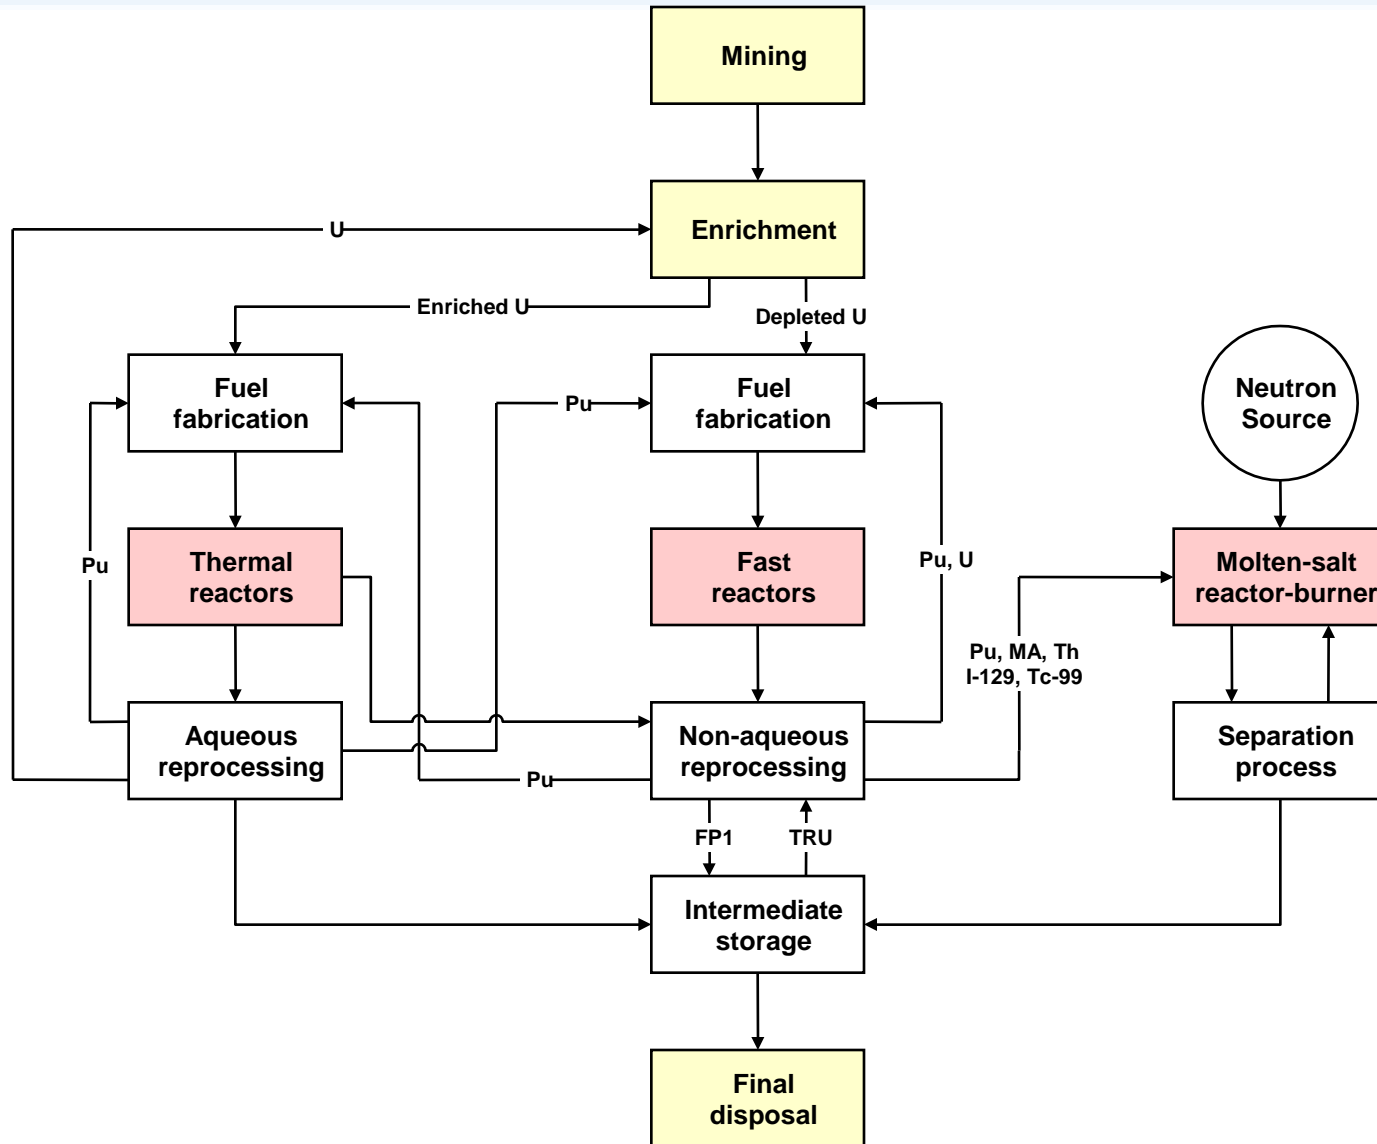 Mining
Enrichment
U
Enriched U
Depleted U
Fuel
fabrication
Pu
Fuel
fabrication
Neutron
Source
Thermal
reactors
Fast
reactors
Molten-salt
reactor-burner
Pu
Pu, U
Pu, MA, Th
I-129, Tc-99
Aqueous
reprocessing
Non-aqueous
reprocessing
Separation
process
Pu
FP1
TRU
Intermediate
storage
Final
disposal